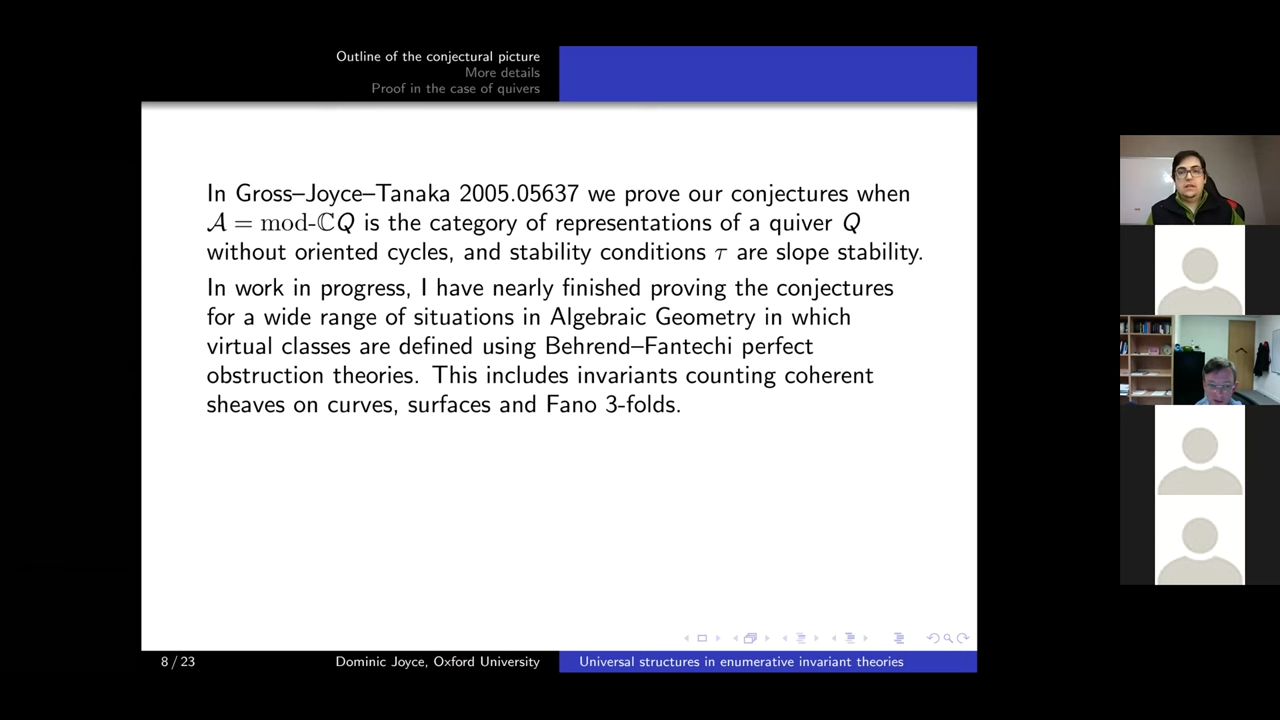 Outline of the conjectural picture
More details
Proof in the case of quivers
In Gross–Joyce–Tanaka 2005.05637 we prove our conjectures when
𝒜 = mod-ℂQ is the category of representations of a quiver Q
without oriented cycles, and stability conditions τ are slope stability.
In work in progress, I have nearly finished proving the conjectures
for a wide range of situations in Algebraic Geometry in which
virtual classes are defined using Behrend–Fantechi perfect
obstruction theories. This includes invariants counting coherent
sheaves on curves, surfaces and Fano 3-folds.
8 / 23
Dominic Joyce, Oxford University
Universal structures in enumerative invariant theories